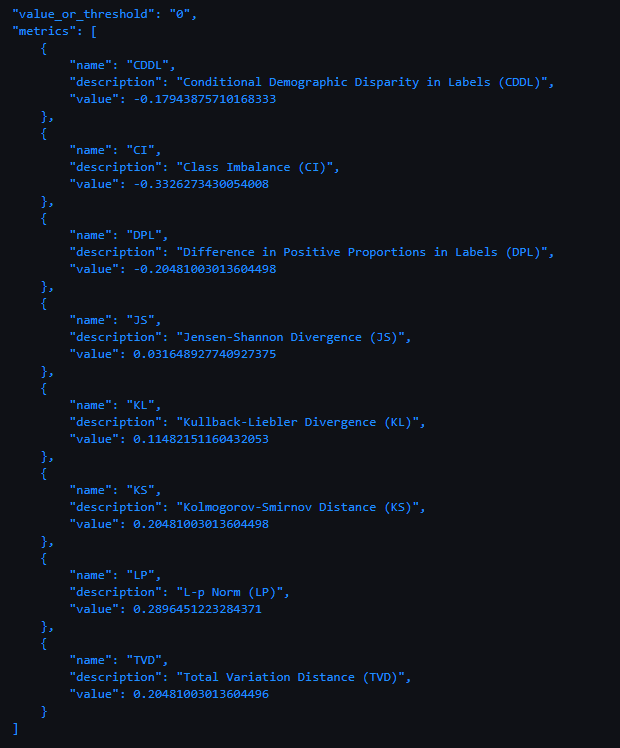 "value_or_threshold": "0",
"metrics": [
{
"name": "CDDL",
"description": "Conditional Demographic Disparity in Labels (CDDL)",
"value": -0.17943875710168333
},
{
"name": "CI",
"description": "Class Imbalance (CI)",
"value": -0.3326273430054008
},
{
"name": "DPL",
"description": "Difference in Positive Proportions in Labels (DPL)",
"value": -0.20481003013604498
},
{
"name": "JS",
"description": "Jensen-Shannon Divergence (JS)",
"value": 0.031648927740927375
},
{
"name": "KL",
"description": "Kullback-Liebler Divergence (KL)",
"value": 0.11482151160432053
},
{
"name": "KS",
"description": "Kolmogorov-Smirnov Distance (KS)",
"value": 0.20481003013604498
},
{
"name": "LP",
"description": "L-p Norm (LP)",
"value": 0.2896451223284371
},
{
"name": "TVD",
"description": "Total Variation Distance (TVD)",
"value": 0.20481003013604496
}
]